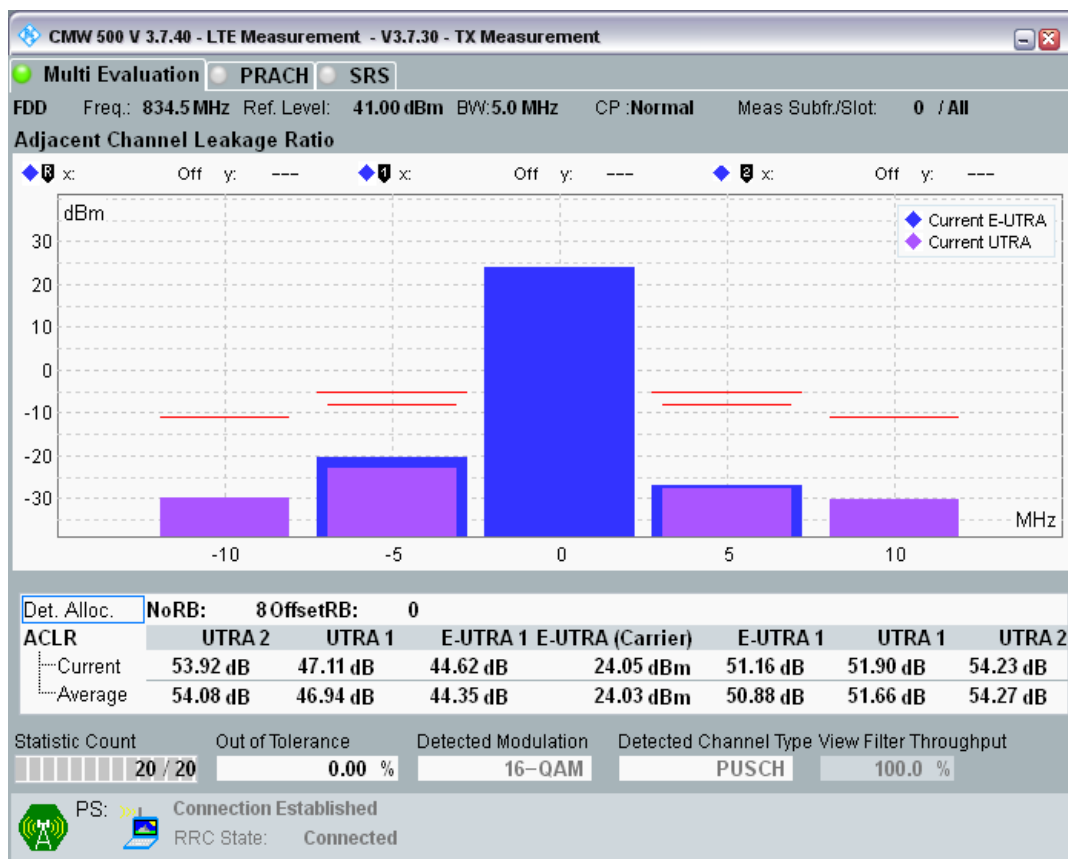 CMW 500 V 3.7.40 - LTE Measurement - V3.7.30 - TX Measurement
Multi Evaluation PRACH SRS
FDD Freq.: 834.5 MHz Ref. Level: 41.00 dBm BW:5.0 MHz CP :Normal Meas Subfr./Slot: 0 / All
Adjacent Channel Leakage Ratio
R x: Off y: --- 1 x: Off y: --- 2 x: Off y: ---
dBm
Current E-UTRA
Current UTRA
30
20
10
0
-10
-20
-30
MHz
-10 -5 0 5 10
Det. Alloc. NoRB: 8 OffsetRB: 0
ACLR UTRA 2 UTRA 1 E-UTRA 1 E-UTRA (Carrier) E-UTRA 1 UTRA 1 UTRA 2
Current 53.92 dB 47.11 dB 44.62 dB 24.05 dBm 51.16 dB 51.90 dB 54.23 dB
Average 54.08 dB 46.94 dB 44.35 dB 24.03 dBm 50.88 dB 51.66 dB 54.27 dB
Statistic Count Out of Tolerance Detected Modulation Detected Channel Type View Filter Throughput
20 / 20 0.00 % 16-QAM PUSCH 100.0 %
PS: Connection Established
RRC State: Connected